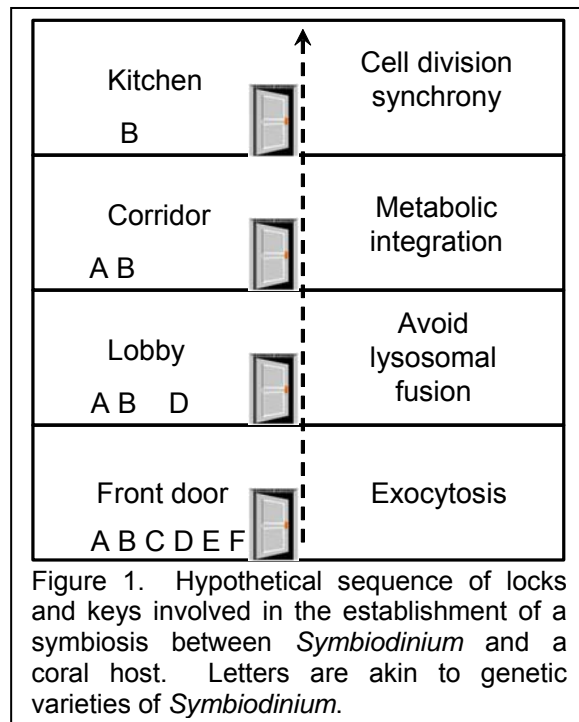 Kitchen
B
Cell division
synchrony
Corridor
A B
Metabolic
integration
Lobby
A B D
Avoid
lysosomal
fusion
Front door
A B C D E F
Exocytosis
Figure 1. Hypothetical sequence of locks
and keys involved in the establishment of a
symbiosis between Symbiodinium and a
coral host. Letters are akin to genetic
varieties of Symbiodinium.